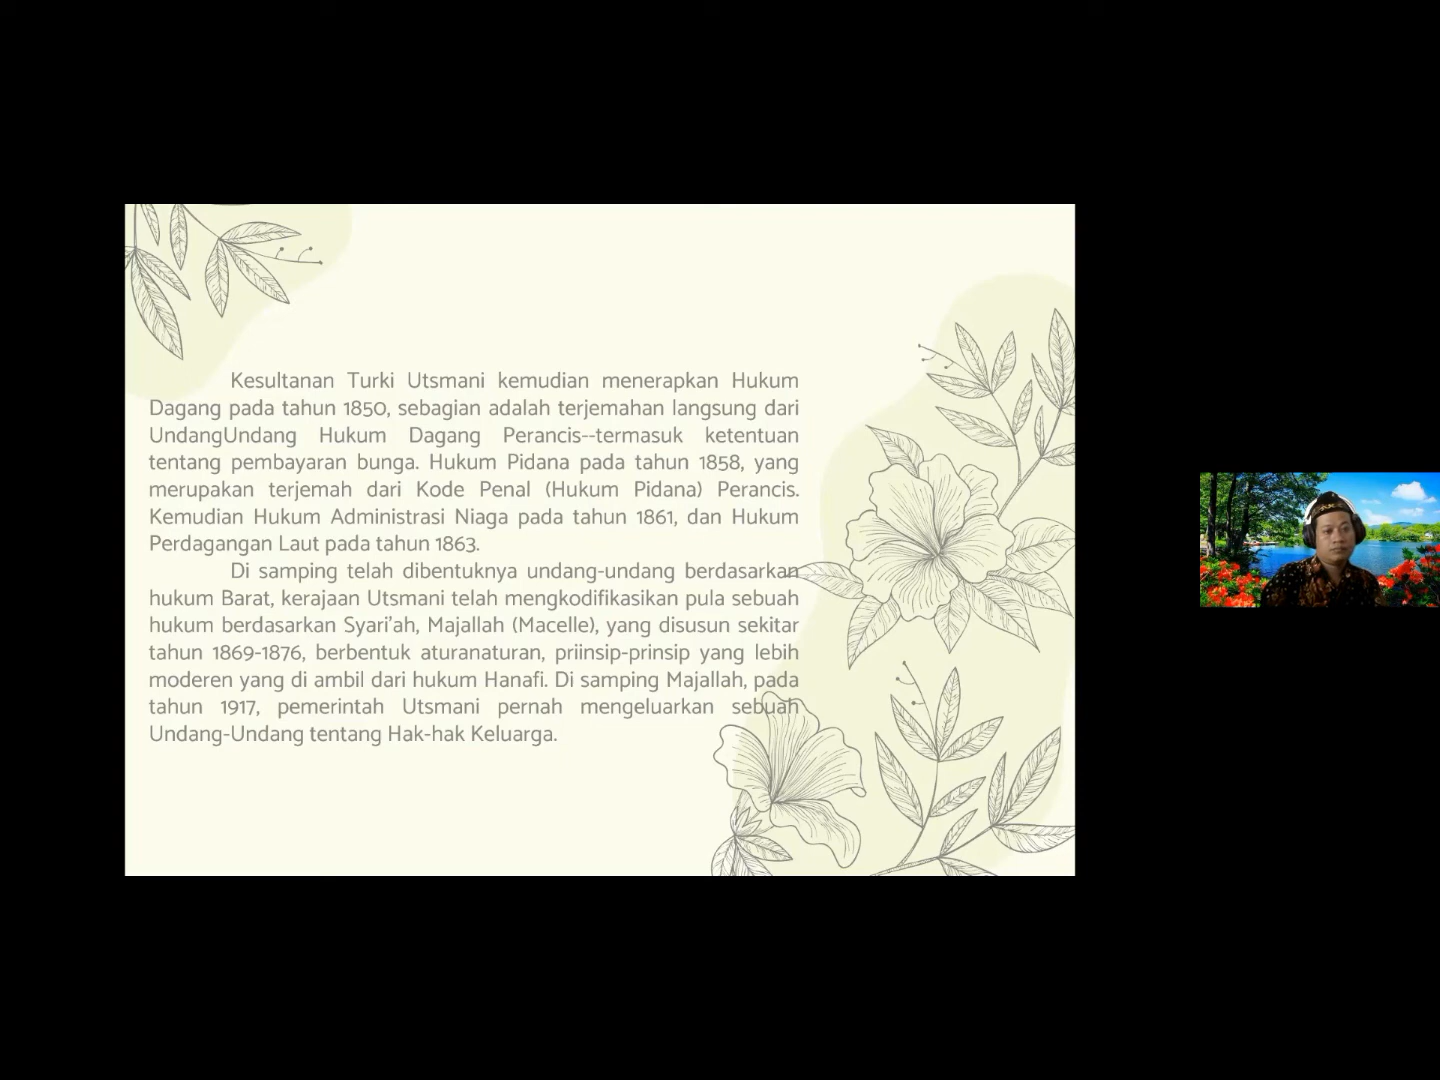 Kesultanan Turki Utsmani kemudian menerapkan Hukum
Dagang pada tahun 1850, sebagian adalah terjemahan langsung dari
UndangUndang Hukum Dagang Perancis--termasuk ketentuan
tentang pembayaran bunga. Hukum Pidana pada tahun 1858, yang
merupakan terjemah dari Kode Penal (Hukum Pidana) Perancis.
Kemudian Hukum Administrasi Niaga pada tahun 1861, dan Hukum
Perdagangan Laut pada tahun 1863.
Di samping telah dibentuknya undang-undang berdasarkan
hukum Barat, kerajaan Utsmani telah mengkodifikasikan pula sebuah
hukum berdasarkan Syari'ah, Majallah (Macelle), yang disusun sekitar
tahun 1869-1876, berbentuk aturanaturan, priinsip-prinsip yang lebih
moderen yang di ambil dari hukum Hanafi. Di samping Majallah, pada
tahun 1917, pemerintah Utsmani pernah mengeluarkan sebuah
Undang-Undang tentang Hak-hak Keluarga.